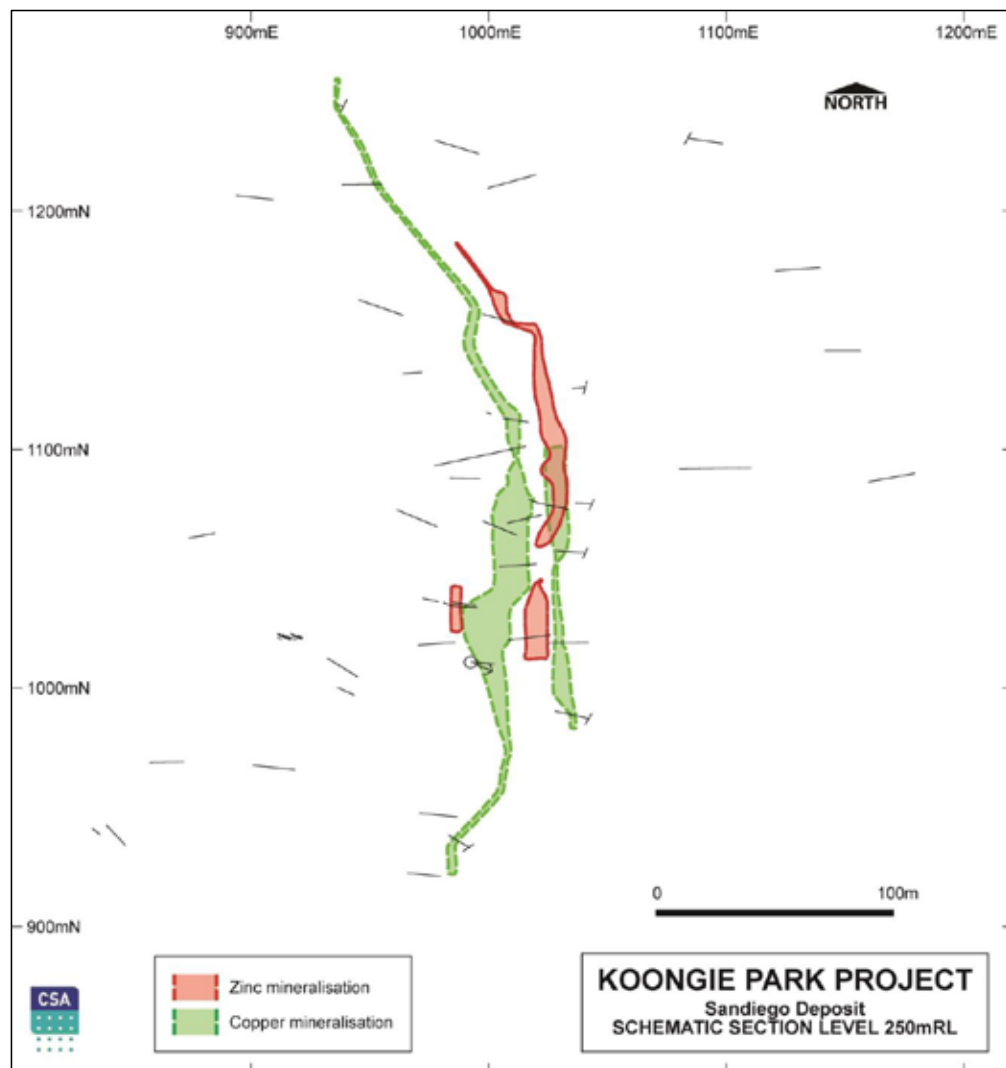 900mE
1000mE
1100mE
1200mE
NORTH
1200mN
1100mN
1000mN
900mN
0
100m
CSA
Zinc mineralisation
Copper mineralisation
KOONGIE PARK PROJECT
Sandiego Deposit
SCHEMATIC SECTION LEVEL 250mRL